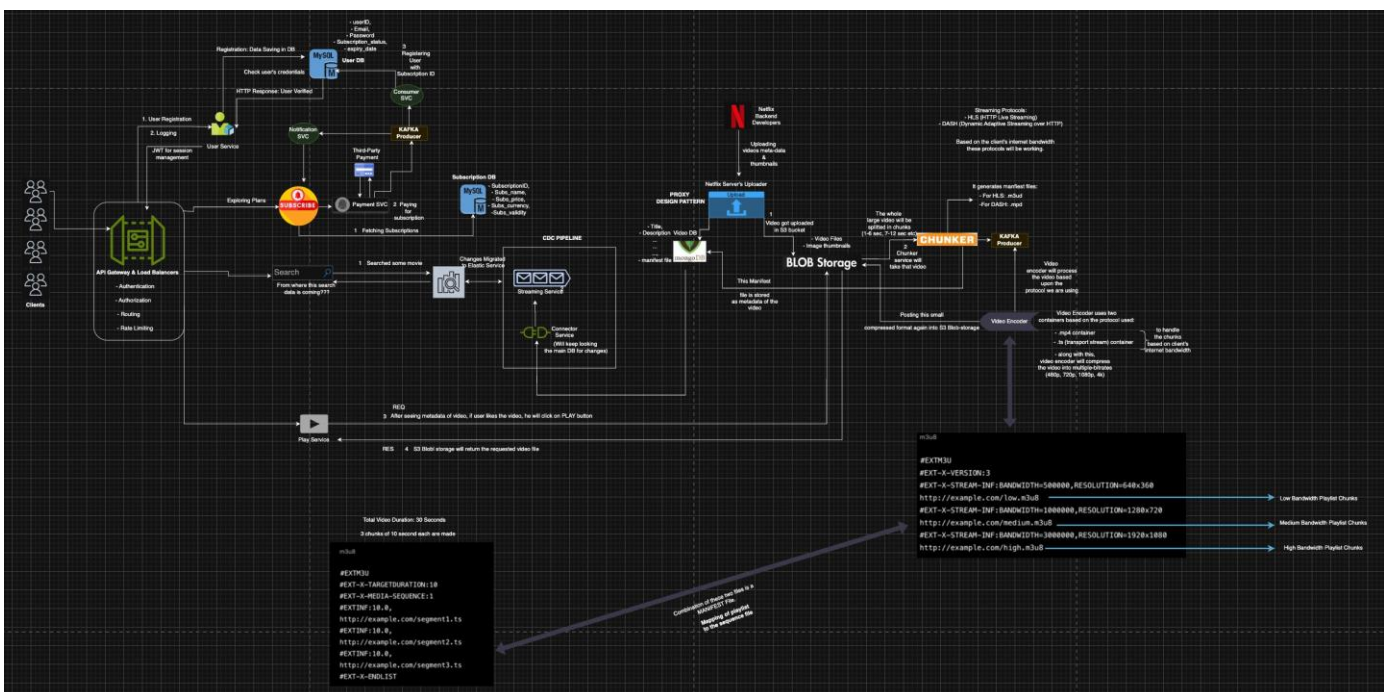 - userID,
- Email,
- Password
- Subscription_status,
- expiry_date
MySQL
User DB
Registration: Data Saving in DB
Check user's credentials
HTTP Response: User Verified
3
Registering
User
with
Subscription ID
Consumer
SVC
1. User Registration
2. Logging
User Service
JWT for session
management
Notification
SVC
KAFKA
Producer
Third-Party
Payment
Exploring Plans
SUBSCRIBE
Payment SVC
2 Paying
for
subscription
1 Fetching Subscriptions
Subscription DB
MySQL
- SubscriptionID,
- Subs_name,
- Subs_price,
- Subs_currency,
- Subs_validity
Clients
API Gateway & Load Balancers
- Authentication
- Authorization
- Routing
- Rate Limiting
Search
From where this search
data is coming???
1 Searched some movie
Changes Migrated
to Elastic Service
CDC PIPELINE
Streaming Service
Connector
Service
(Will keep looking
the main DB for changes)
Play Service
REQ
3 After seeing metadata of video, if user likes the video, he will click on PLAY button
RES 4 S3 Blobl storage will return the requested video file
N
Netflix
Backend
Developers
Uploading
videos meta-data
&
thumbnails
Netflix Server's Uploader
PROXY
DESIGN PATTERN
Upload
1
Video got uploaded
in S3 bucket
- Title,
- Description
- manifest file
Video DB
mongoDB
- Video Files
- Image thumbnails
BLOB Storage
The whole
large video will be
splitted in chunks
(1-6 sec, 7-12 sec etc)
2
Chunker
service will
take that video
CHUNKER
KAFKA
Producer
Streaming Protocols:
- HLS (HTTP Live Streaming)
- DASH (Dynamic Adaptive Streaming over HTTP)
Based on the client's internet bandwidth
these protocols will be working.
It generates manifest files:
- For HLS: .m3u8
- For DASH: .mpd
This Manifest
file is stored
as metadata of the
video
Video
encoder will process
the video based
upon the
protocol we are using
Posting this small
compressed format again into S3 Blob-storage
Video Encoder
Video Encoder uses two
containers based on the protocol used:
- .mp4 container
- .ts (transport stream) container
to handle
the chunks
based on client's
internet bandwidth
- along with this,
video encoder will compress
the video into multiple-bitrates
(480p, 720p, 1080p, 4k)
m3u8
#EXTM3U
#EXT-X-VERSION:3
#EXT-X-STREAM-INF:BANDWIDTH=500000,RESOLUTION=640x360
http://example.com/low.m3u8
#EXT-X-STREAM-INF:BANDWIDTH=1000000,RESOLUTION=1280x720
http://example.com/medium.m3u8
#EXT-X-STREAM-INF:BANDWIDTH=3000000,RESOLUTION=1920x1080
http://example.com/high.m3u8
Low Bandwidth Playlist Chunks
Medium Bandwidth Playlist Chunks
High Bandwidth Playlist Chunks
Total Video Duration: 30 Seconds
3 chunks of 10 second each are made
m3u8
#EXTM3U
#EXT-X-TARGETDURATION:10
#EXT-X-MEDIA-SEQUENCE:1
#EXTINF:10.0,
http://example.com/segment1.ts
#EXTINF:10.0,
http://example.com/segment2.ts
#EXTINF:10.0,
http://example.com/segment3.ts
#EXT-X-ENDLIST
Combination of these two files is a
MANIFEST File.
Mapping of playlist
to the sequence file